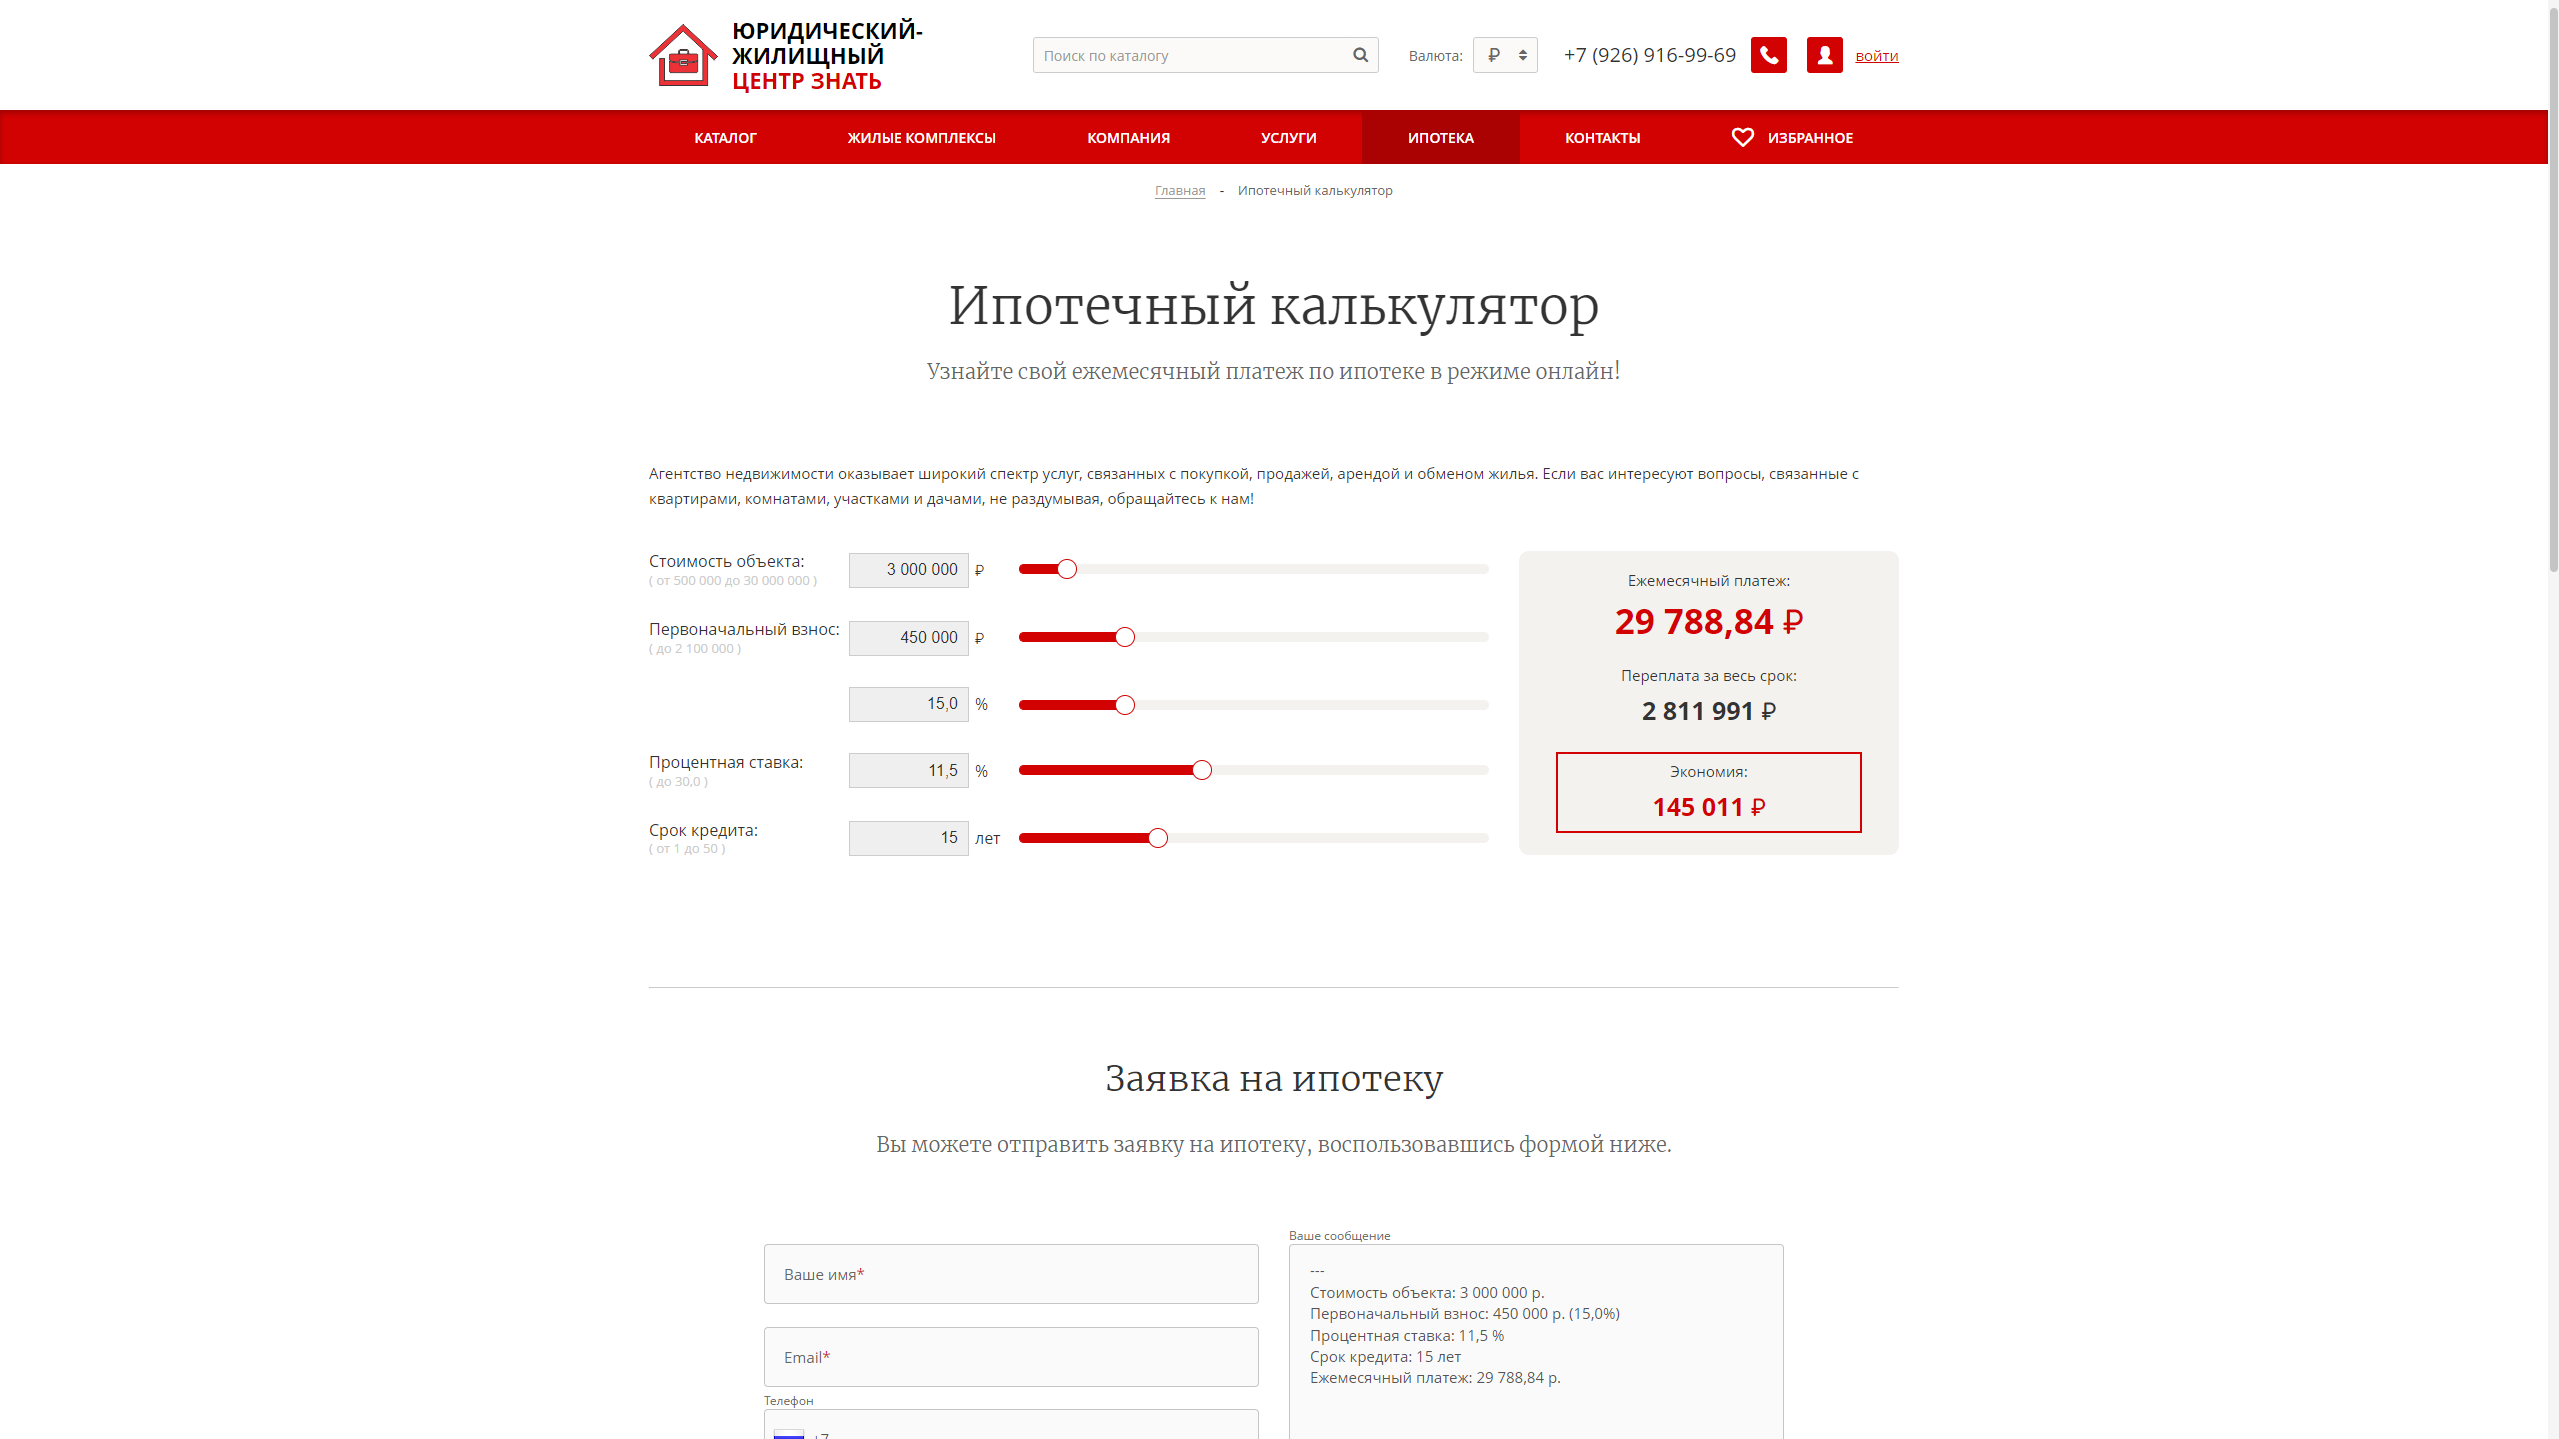 ЮРИДИЧЕСКИЙ-
ЖИЛИЩНЫЙ
ЦЕНТР ЗНАТЬ
Поиск по каталогу
Валюта: ₽
+7 (926) 916-99-69
войти
КАТАЛОГ
ЖИЛЫЕ КОМПЛЕКСЫ
КОМПАНИЯ
УСЛУГИ
ИПОТЕКА
КОНТАКТЫ
ИЗБРАННОЕ
Главная - Ипотечный калькулятор
Ипотечный калькулятор
Узнайте свой ежемесячный платеж по ипотеке в режиме онлайн!
Агентство недвижимости оказывает широкий спектр услуг, связанных с покупкой, продажей, арендой и обменом жилья. Если вас интересуют вопросы, связанные с
квартирами, комнатами, участками и дачами, не раздумывая, обращайтесь к нам!
Стоимость объекта: 3 000 000 ₽
( от 500 000 до 30 000 000 )
Первоначальный взнос: 450 000 ₽
( до 2 100 000 )
15,0 %
Процентная ставка: 11,5 %
( до 30,0 )
Срок кредита: 15 лет
( от 1 до 50 )
Ежемесячный платеж:
29 788,84 ₽
Переплата за весь срок:
2 811 991 ₽
Экономия:
145 011 ₽
Заявка на ипотеку
Вы можете отправить заявку на ипотеку, воспользовавшись формой ниже.
Ваше имя*
Email*
Телефон
+7
Ваше сообщение
---
Стоимость объекта: 3 000 000 р.
Первоначальный взнос: 450 000 р. (15,0%)
Процентная ставка: 11,5 %
Срок кредита: 15 лет
Ежемесячный платеж: 29 788,84 р.